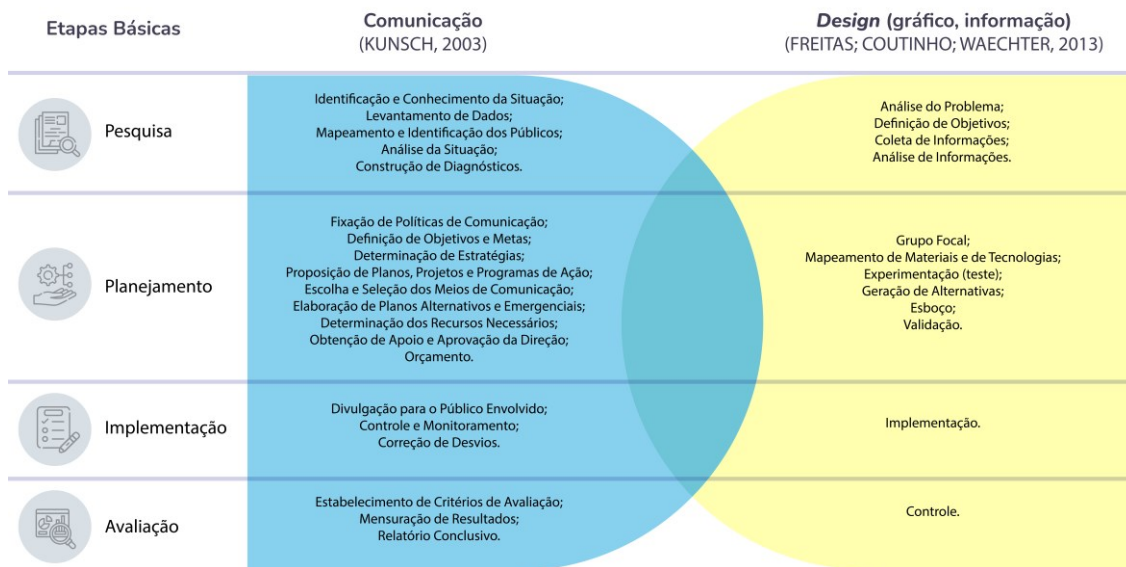 Etapas Básicas
Comunicação
(KUNSCH, 2003)
Design (gráfico, informação)
(FREITAS; COUTINHO; WAECHTER, 2013)
Pesquisa
Identificação e Conhecimento da Situação;
Levantamento de Dados;
Mapeamento e Identificação dos Públicos;
Análise da Situação;
Construção de Diagnósticos.
Análise do Problema;
Definição de Objetivos;
Coleta de Informações;
Análise de Informações.
Planejamento
Fixação de Políticas de Comunicação;
Definição de Objetivos e Metas;
Determinação de Estratégias;
Proposição de Planos, Projetos e Programas de Ação;
Escolha e Seleção dos Meios de Comunicação;
Elaboração de Planos Alternativos e Emergenciais;
Determinação dos Recursos Necessários;
Obtenção de Apoio e Aprovação da Direção;
Orçamento.
Grupo Focal;
Mapeamento de Materiais e de Tecnologias;
Experimentação (teste);
Geração de Alternativas;
Esboço;
Validação.
Implementação
Divulgação para o Público Envolvido;
Controle e Monitoramento;
Correção de Desvios.
Implementação.
Avaliação
Estabelecimento de Critérios de Avaliação;
Mensuração de Resultados;
Relatório Conclusivo.
Controle.